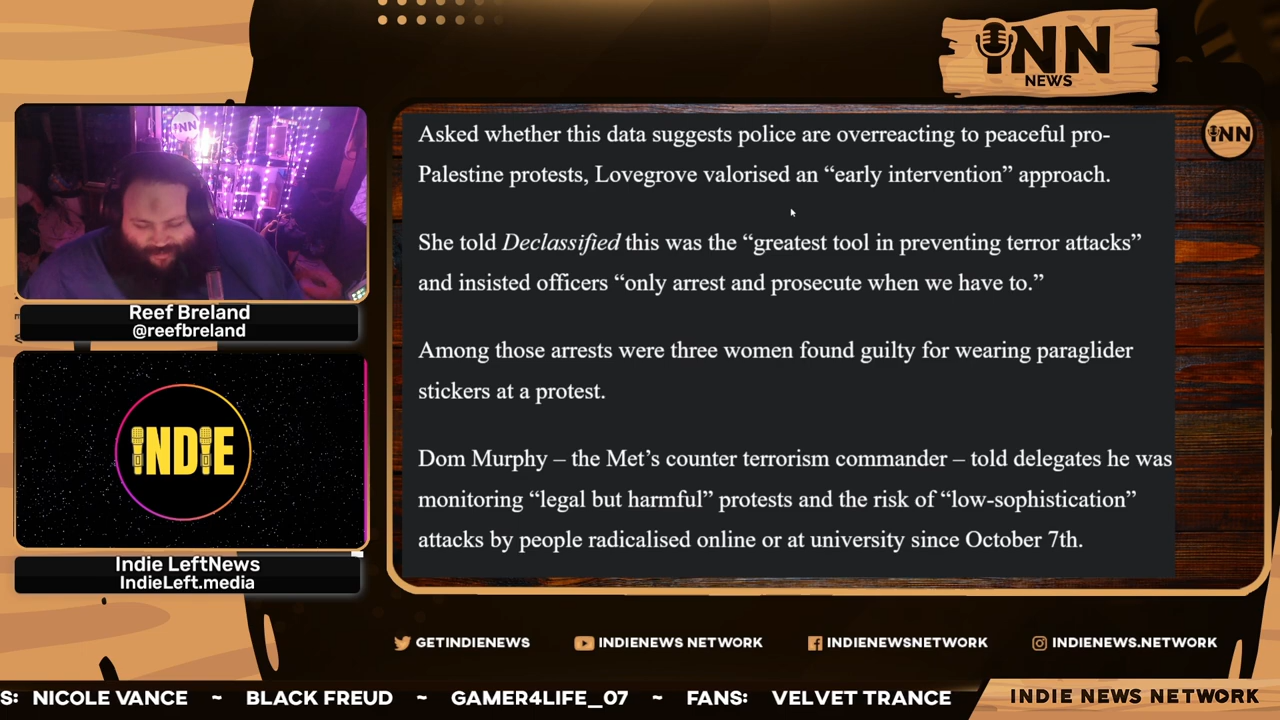 INN
NEWS
INN
INN
Asked whether this data suggests police are overreacting to peaceful pro-
Palestine protests, Lovegrove valorised an “early intervention” approach.
She told Declassified this was the “greatest tool in preventing terror attacks”
and insisted officers “only arrest and prosecute when we have to.”
Among those arrests were three women found guilty for wearing paraglider
stickers at a protest.
Dom Murphy – the Met’s counter terrorism commander – told delegates he was
monitoring “legal but harmful” protests and the risk of “low-sophistication”
attacks by people radicalised online or at university since October 7th.
Reef Breland
@reefbreland
INDIE
Indie LeftNews
IndieLeft.media
GETINDIENEWS
INDIENEWS NETWORK
INDIENEWSNETWORK
INDIENEWS.NETWORK
S: NICOLE VANCE ~ BLACK FREUD ~ GAMER4LIFE_07 ~ FANS: VELVET TRANCE
INDIE NEWS NETWORK